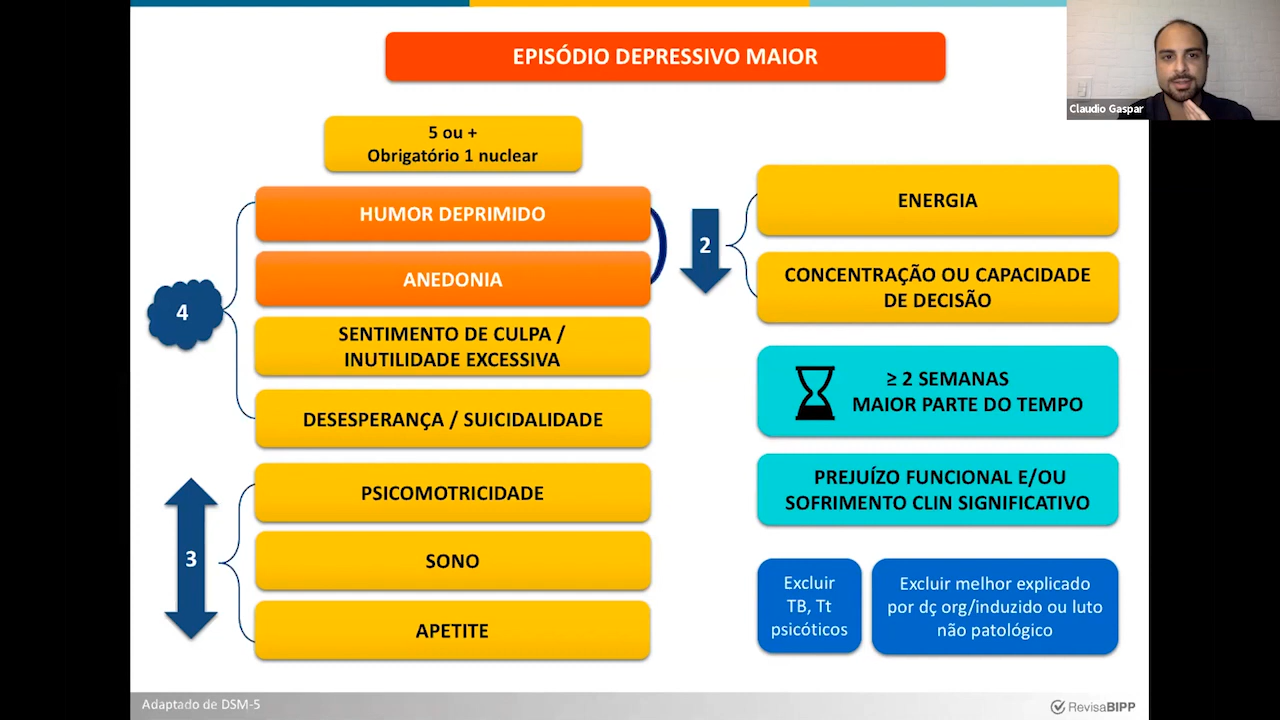 EPISÓDIO DEPRESSIVO MAIOR
Claudio Gaspar
5 ou +
Obrigatório 1 nuclear
HUMOR DEPRIMIDO
ANEDONIA
SENTIMENTO DE CULPA /
INUTILIDADE EXCESSIVA
DESESPERANÇA / SUICIDALIDADE
4
PSICOMOTRICIDADE
SONO
APETITE
3
2
ENERGIA
CONCENTRAÇÃO OU CAPACIDADE
DE DECISÃO
≥ 2 SEMANAS
MAIOR PARTE DO TEMPO
PREJUÍZO FUNCIONAL E/OU
SOFRIMENTO CLIN SIGNIFICATIVO
Excluir
TB, Tt
psicóticos
Excluir melhor explicado
por dç org/induzido ou luto
não patológico
Adaptado de DSM-5
RevisaBIPP